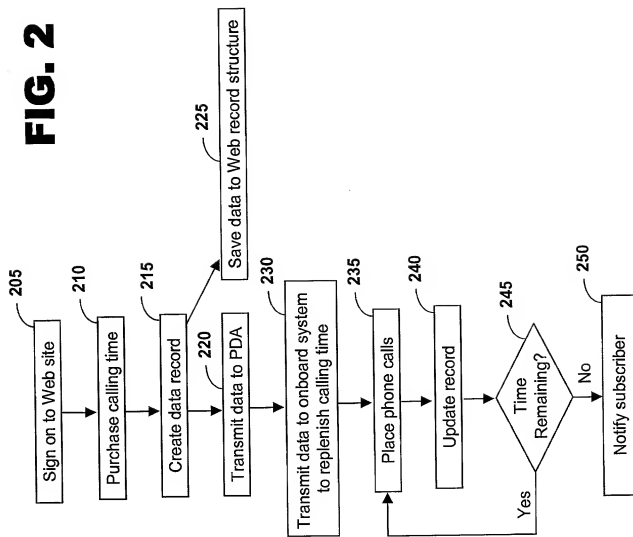 FIG. 2
205
Sign on to Web site
210
Purchase calling time
215
Create data record
220
Transmit data to PDA
225
Save data to Web record structure
230
Transmit data to onboard system
to replenish calling time
235
Place phone calls
240
Update record
245
Time
Remaining?
Yes
No
250
Notify subscriber